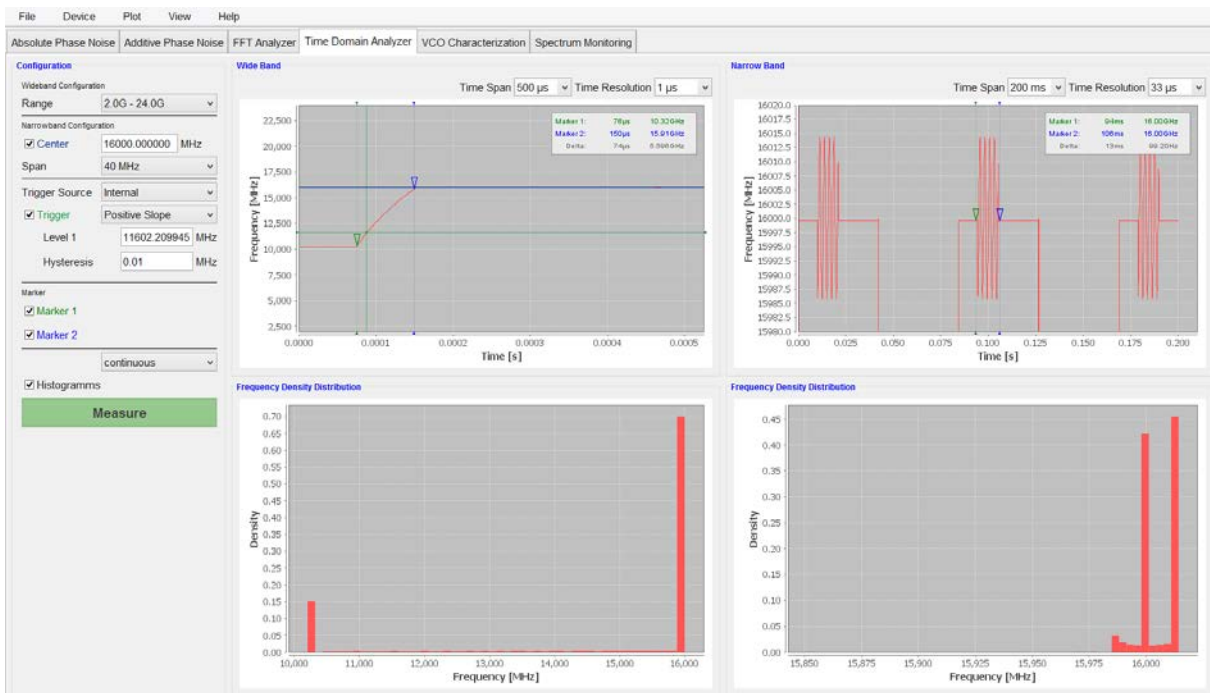 File Device Plot View Help
Absolute Phase Noise Additive Phase Noise FFT Analyzer Time Domain Analyzer VCO Characterization Spectrum Monitoring
Configuration
Wideband Configuration
Range 2.0G - 24.0G
Narrowband Configuration
Center 16000.000000 MHz
Span 40 MHz
Trigger Source Internal
Trigger Positive Slope
Level 1 11602.209945 MHz
Hysteresis 0.01 MHz
Marker
Marker 1
Marker 2
continuous
Histogramms
Measure
Wide Band
Time Span 500 µs Time Resolution 1 µs
Marker 1: 76µs 10.32GHz
Marker 2: 150µs 15.91GHz
Delta: 74µs
Frequency [MHz]
22,500
20,000
17,500
15,000
12,500
10,000
7,500
5,000
2,500
0.0000 0.0001 0.0002 0.0003 0.0004 0.0005
Time [s]
Narrow Band
Time Span 200 ms Time Resolution 33 µs
Marker 1: 94ms 16.00GHz
Marker 2: 106ms 16.00GHz
Delta: 13ms
Frequency [MHz]
16020.0
16017.5
16015.0
16012.5
16010.0
16007.5
16005.0
16002.5
16000.0
15997.5
15995.0
15992.5
15990.0
15987.5
15985.0
15982.5
15980.0
0.000 0.025 0.050 0.075 0.100 0.125 0.150 0.175 0.200
Time [s]
Frequency Density Distribution
Density
0.70
0.65
0.60
0.55
0.50
0.45
0.40
0.35
0.30
0.25
0.20
0.15
0.10
0.05
0.00
10,000 11,000 12,000 13,000 14,000 15,000 16,000
Frequency [MHz]
Frequency Density Distribution
Density
0.45
0.40
0.35
0.30
0.25
0.20
0.15
0.10
0.05
0.00
15,850 15,875 15,900 15,925 15,950 15,975 16,000
Frequency [MHz]